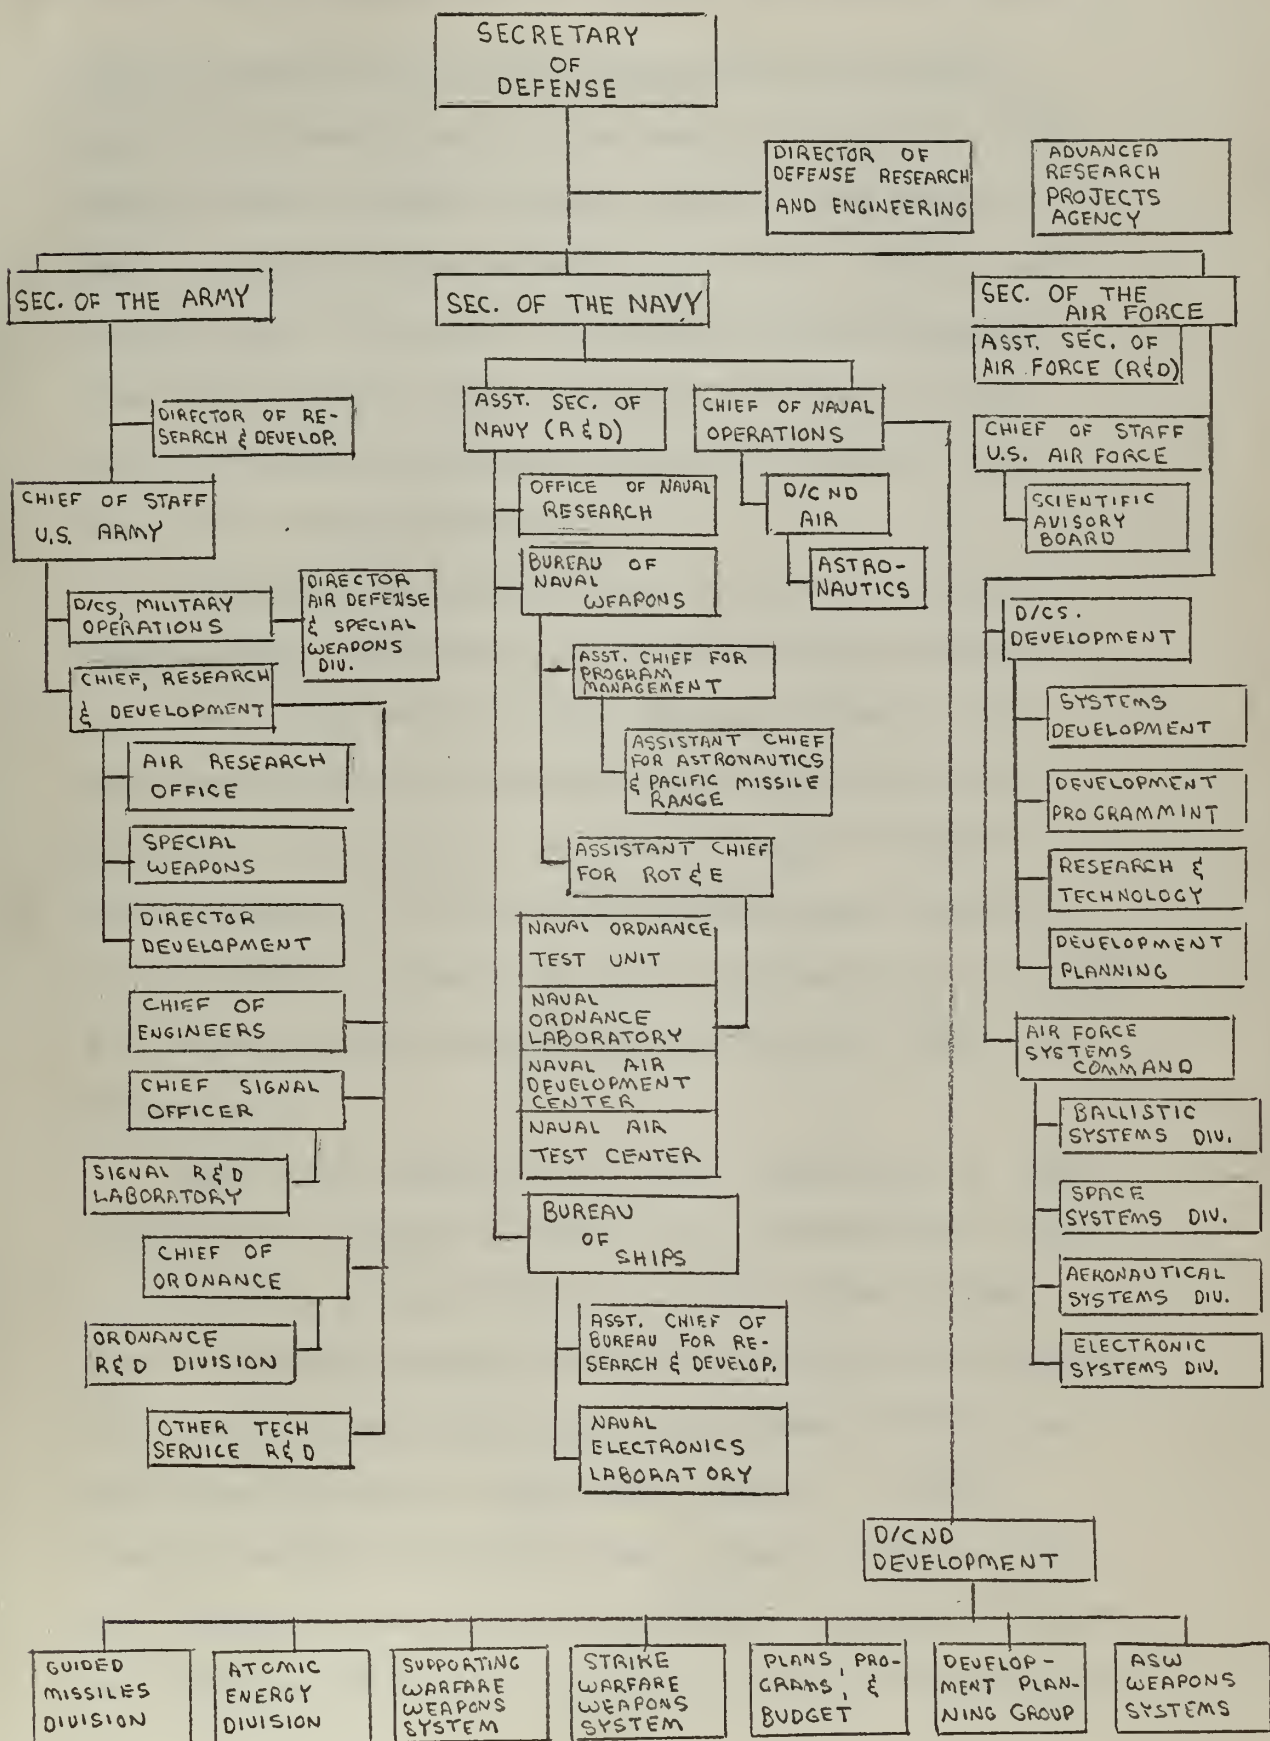 SECRETARY
OF
DEFENSE
DIRECTOR OF
DEFENSE RESEARCH
AND ENGINEERING
ADVANCED
RESEARCH
PROJECTS
AGENCY
SEC. OF THE ARMY
SEC. OF THE NAVY
SEC. OF THE
AIR FORCE
ASST. SEC. OF
AIR FORCE (R&D)
DIRECTOR OF RE-
SEARCH & DEVELOP.
CHIEF OF STAFF
U.S. ARMY
D/CS, MILITARY
OPERATIONS
DIRECTOR
AIR DEFENSE
& SPECIAL
WEAPONS
DIV.
CHIEF, RESEARCH
& DEVELOPMENT
AIR RESEARCH
OFFICE
SPECIAL
WEAPONS
DIRECTOR
DEVELOPMENT
CHIEF OF
ENGINEERS
CHIEF SIGNAL
OFFICER
SIGNAL R&D
LABORATORY
CHIEF OF
ORDNANCE
ORDNANCE
R&D DIVISION
OTHER TECH
SERVICE R&D
ASST. SEC. OF
NAVY (R&D)
CHIEF OF NAVAL
OPERATIONS
OFFICE OF NAVAL
RESEARCH
D/CND
AIR
ASTRO-
NAUTICS
BUREAU OF
NAVAL
WEAPONS
ASST. CHIEF FOR
PROGRAM
MANAGEMENT
ASSISTANT CHIEF
FOR ASTRONAUTICS
& PACIFIC MISSILE
RANGE
ASSISTANT CHIEF
FOR ROT & E
NAVAL ORDNANCE
TEST UNIT
NAVAL
ORDNANCE
LABORATORY
NAVAL AIR
DEVELOPMENT
CENTER
NAVAL AIR
TEST CENTER
BUREAU
OF
SHIPS
ASST. CHIEF OF
BUREAU FOR RE-
SEARCH & DEVELOP.
NAVAL
ELECTRONICS
LABORATORY
CHIEF OF STAFF
U.S. AIR FORCE
SCIENTIFIC
AVISORY
BOARD
D/CS.
DEVELOPMENT
SYSTEMS
DEVELOPMENT
DEVELOPMENT
PROGRAMMINT
RESEARCH &
TECHNOLOGY
DEVELOPMENT
PLANNING
AIR FORCE
SYSTEMS
COMMAND
BALLISTIC
SYSTEMS DIV.
SPACE
SYSTEMS DIV.
AERONAUTICAL
SYSTEMS DIV.
ELECTRONIC
SYSTEMS DIV.
D/CND
DEVELOPMENT
GUIDED
MISSILES
DIVISION
ATOMIC
ENERGY
DIVISION
SUPPORTING
WARFARE
WEAPONS
SYSTEM
STRIKE
WARFARE
WEAPONS
SYSTEM
PLANS, PRO-
GRAMS, &
BUDGET
DEVELOP-
MENT PLAN-
NING GROUP
ASW
WEAPONS
SYSTEMS